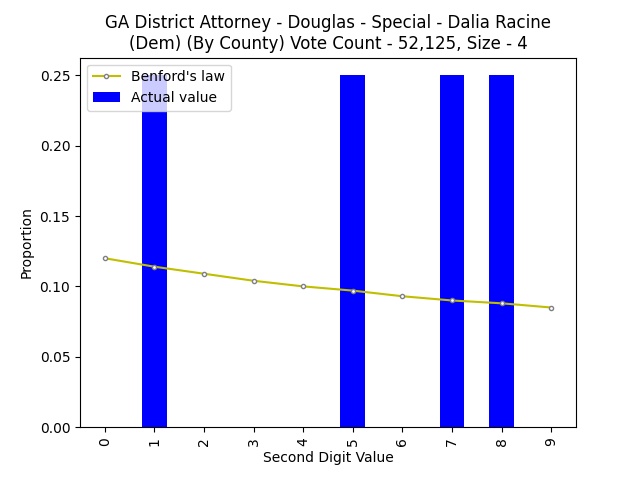 GA District Attorney - Douglas - Special - Dalia Racine
(Dem) (By County) Vote Count - 52,125, Size - 4
Benford's law
Actual value
0.25
0.20
0.15
0.10
0.05
0.00
Proportion
0 1 2 3 4 5 6 7 8 9
Second Digit Value